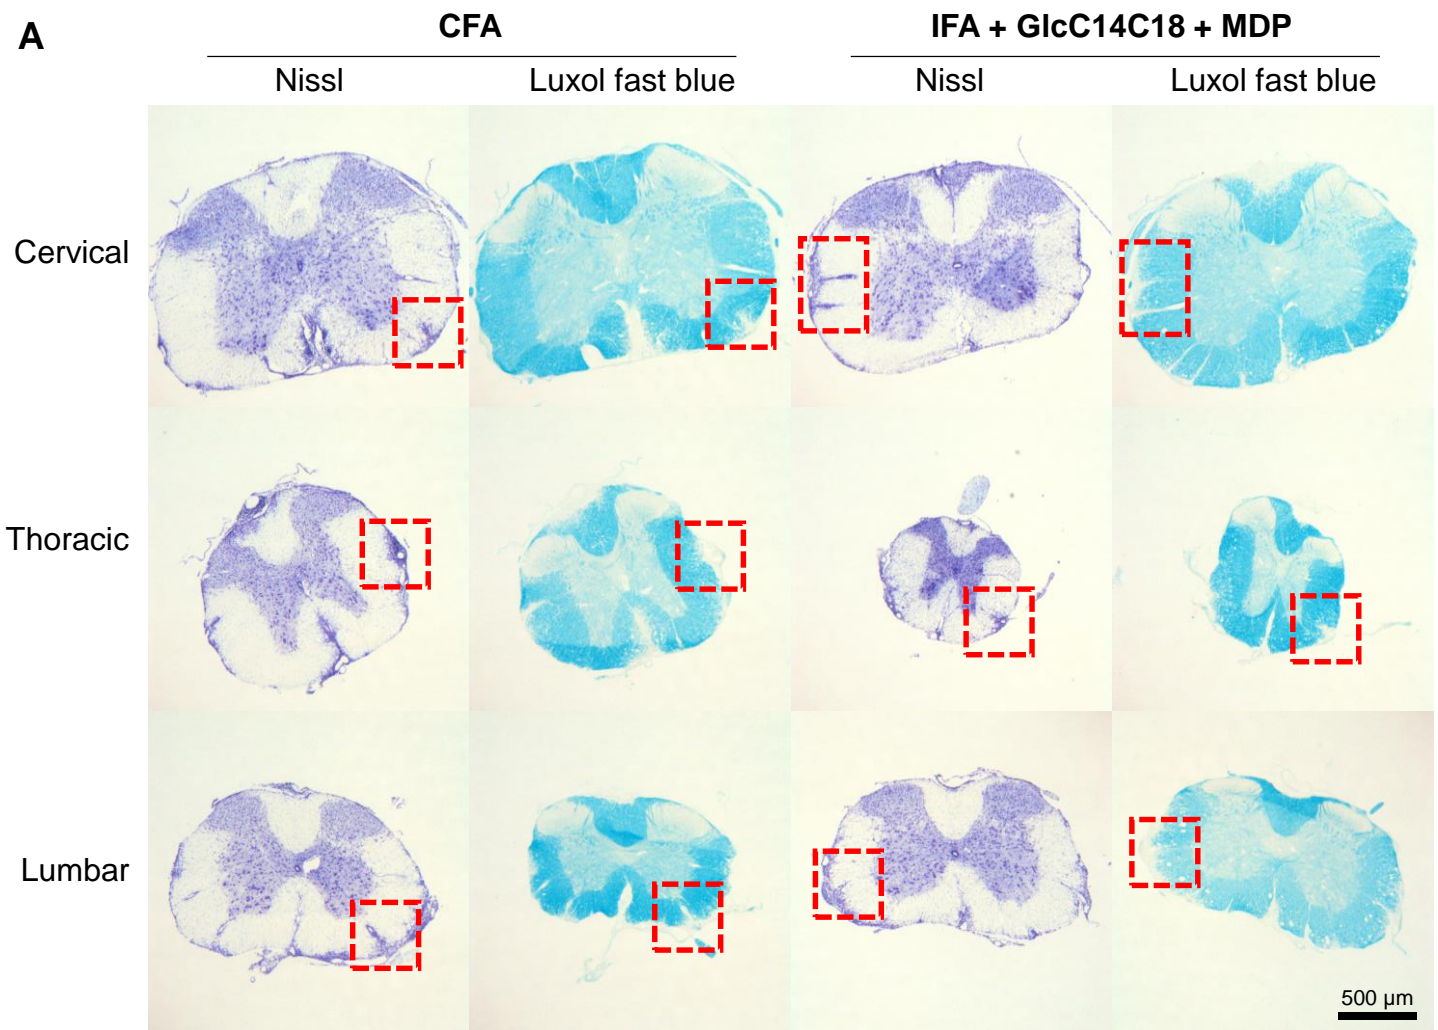 A
CFA
IFA + GlcC14C18 + MDP
Nissl
Luxol fast blue
Nissl
Luxol fast blue
Cervical
Thoracic
Lumbar
500 µm